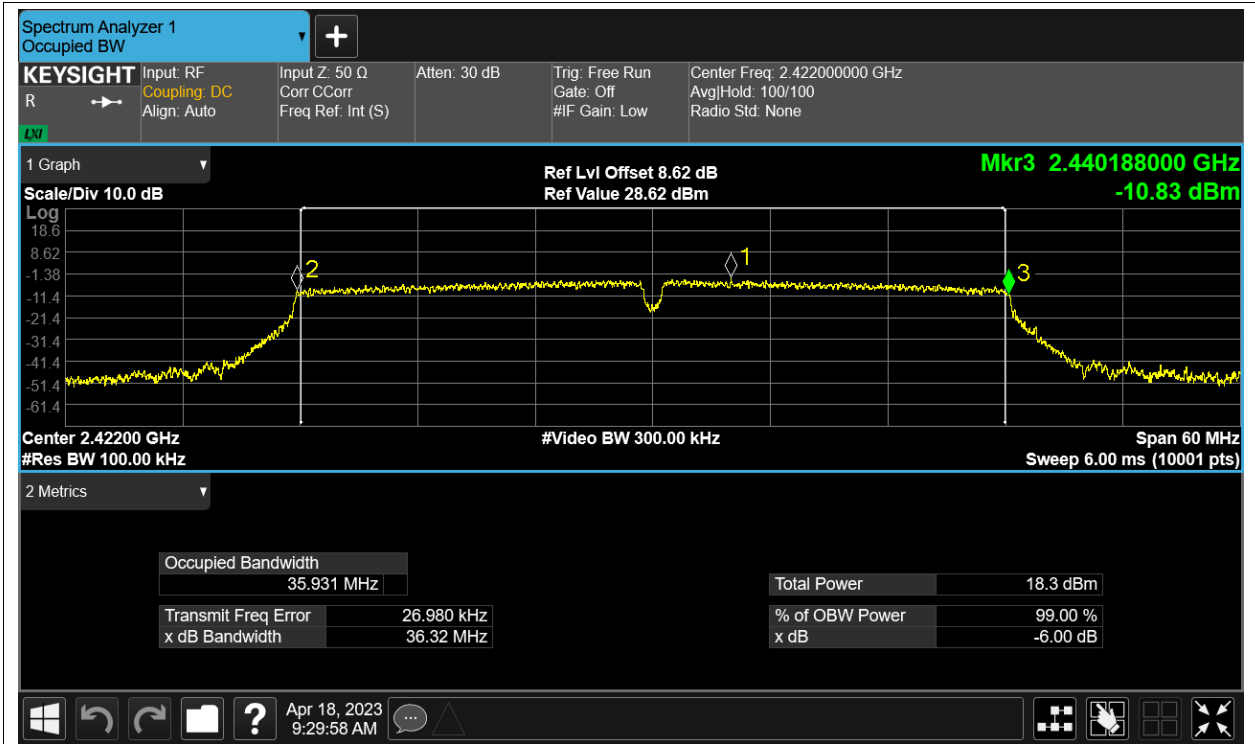 Spectrum Analyzer 1
Occupied BW
KEYSIGHT
R
LXI
Input: RF
Coupling: DC
Align: Auto
Input Z: 50 Ω
Corr CCorr
Freq Ref: Int (S)
Atten: 30 dB
Trig: Free Run
Gate: Off
#IF Gain: Low
Center Freq: 2.422000000 GHz
Avg|Hold: 100/100
Radio Std: None
1 Graph
Scale/Div 10.0 dB
Ref Lvl Offset 8.62 dB
Ref Value 28.62 dBm
Mkr3 2.440188000 GHz
-10.83 dBm
Log
18.6
8.62
-1.38
-11.4
-21.4
-31.4
-41.4
-51.4
-61.4
2
1
3
Center 2.42200 GHz
#Video BW 300.00 kHz
Span 60 MHz
#Res BW 100.00 kHz
Sweep 6.00 ms (10001 pts)
2 Metrics
Occupied Bandwidth
35.931 MHz
Transmit Freq Error 26.980 kHz
x dB Bandwidth 36.32 MHz
Total Power 18.3 dBm
% of OBW Power 99.00 %
x dB -6.00 dB
?
Apr 18, 2023
9:29:58 AM